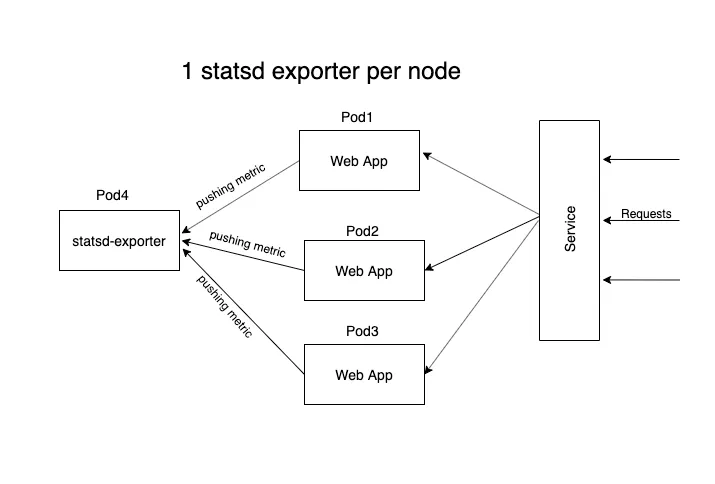 1 statsd exporter per node
Pod1
Web App
pushing metric
Pod4
statsd-exporter
pushing metric
Pod2
Web App
pushing metric
Pod3
Web App
Service
Requests